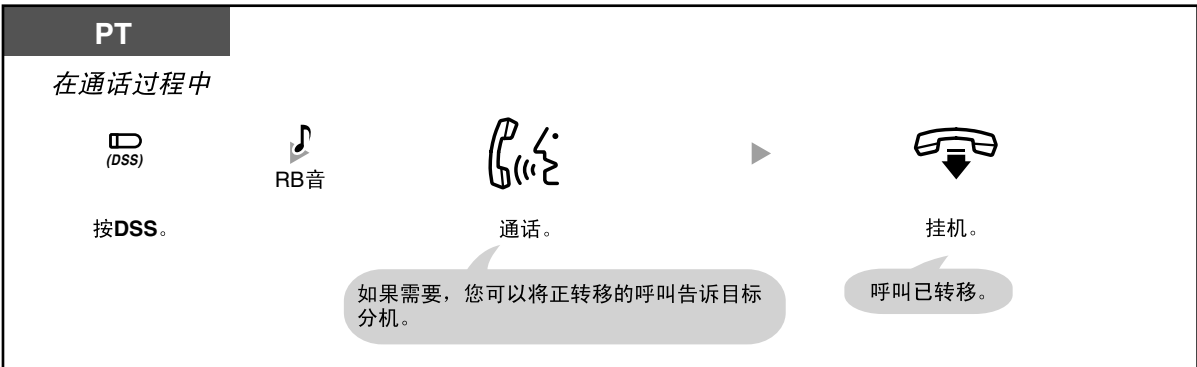 PT
在通话过程中
(DSS)
RB音
按DSS。
通话。
挂机。
如果需要，您可以将正转移的呼叫告诉目标
分机。
呼叫已转移。